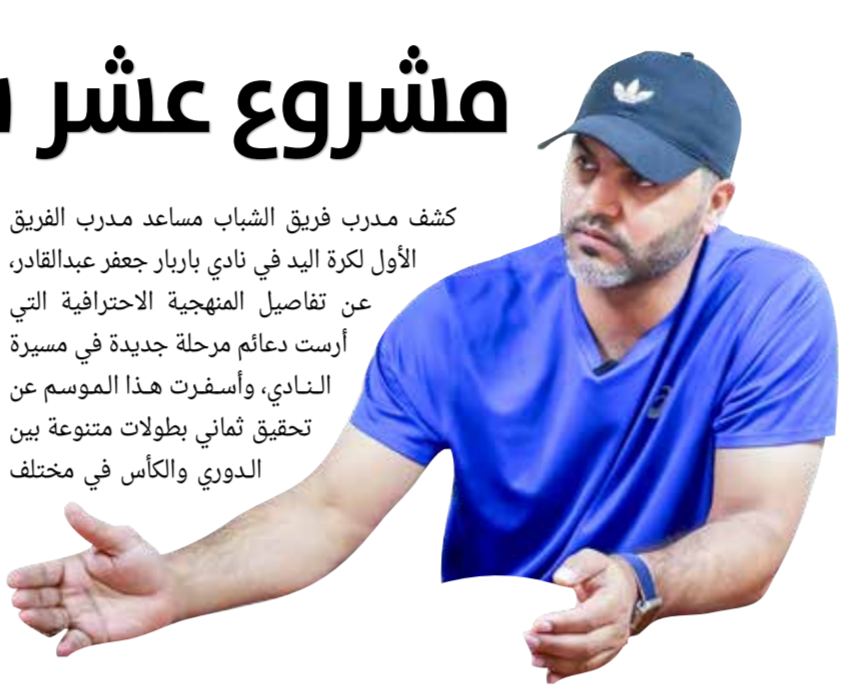 مشروع عشر
كشف مدرب فريق الشباب مساعد مدرب الفريق
الأول لكرة اليد في نادي باربار جعفر عبدالقادر،
عن تفاصيل المنهجية الاحترافية التي
أرست دعائم مرحلة جديدة في مسيرة
النادي، وأسفرت هذا الموسم عن
تحقيق ثماني بطولات متنوعة بين
الدوري والكأس في مختلف